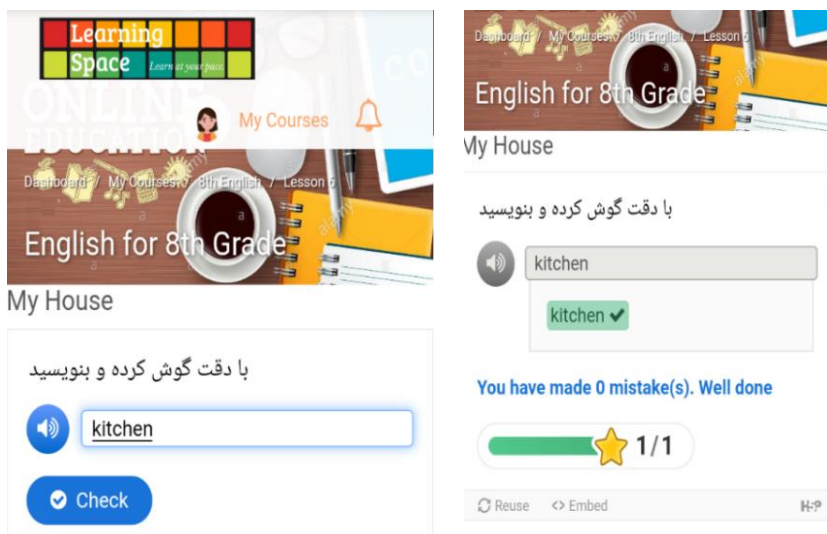 Learning
Space Learn at your pace
ONLINE
EDUCATION
My Courses
Dashboard / My Courses / 8th English / Lesson 6
English for 8th Grade
My House
با دقت گوش کرده و بنویسید
kitchen
Check
Dashboard / My Courses / 8th English / Lesson 6
alamy
English for 8th Grade
My House
با دقت گوش کرده و بنویسید
kitchen
kitchen
You have made 0 mistake(s). Well done
1/1
Reuse <> Embed
H5P